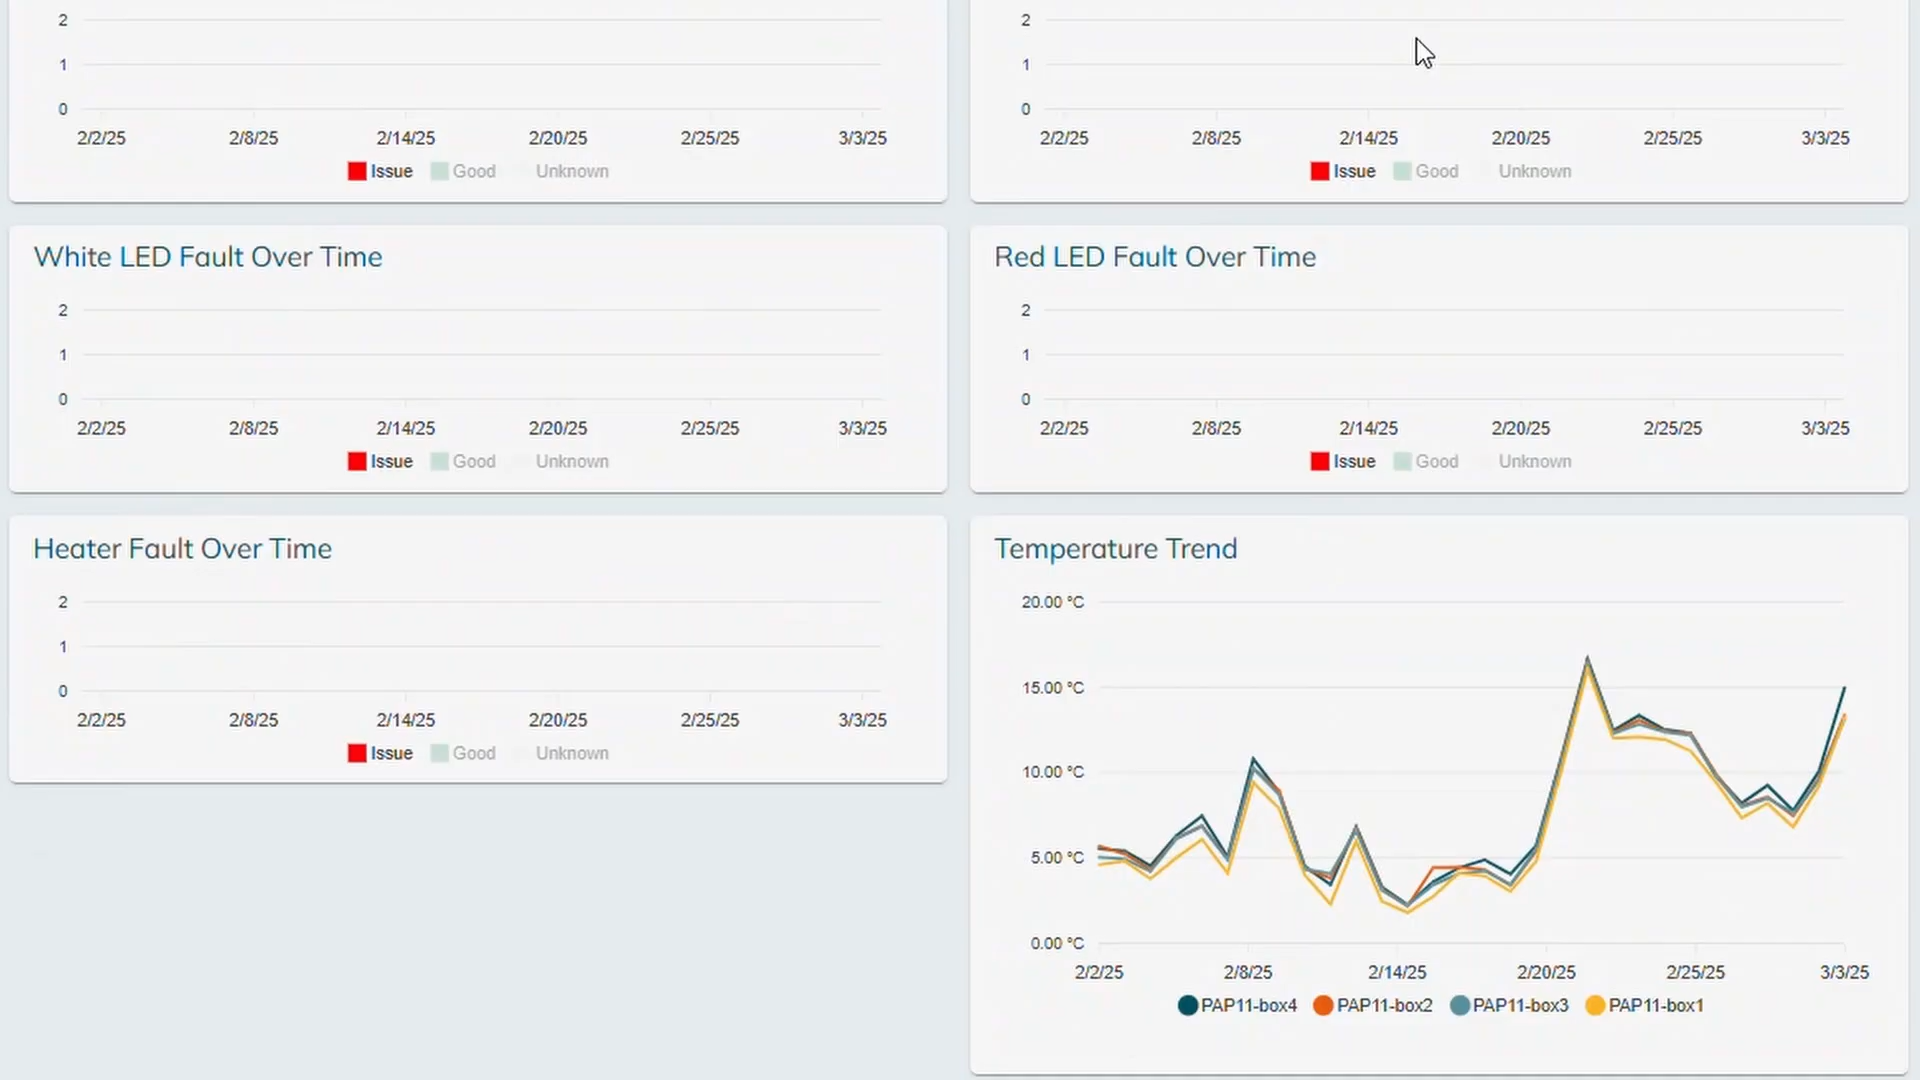 2
1
0
2/2/25 2/8/25 2/14/25 2/20/25 2/25/25 3/3/25
Issue Good Unknown
2
1
0
2/2/25 2/8/25 2/14/25 2/20/25 2/25/25 3/3/25
Issue Good Unknown
White LED Fault Over Time
2
1
0
2/2/25 2/8/25 2/14/25 2/20/25 2/25/25 3/3/25
Issue Good Unknown
Red LED Fault Over Time
2
1
0
2/2/25 2/8/25 2/14/25 2/20/25 2/25/25 3/3/25
Issue Good Unknown
Heater Fault Over Time
2
1
0
2/2/25 2/8/25 2/14/25 2/20/25 2/25/25 3/3/25
Issue Good Unknown
Temperature Trend
20.00 °C
15.00 °C
10.00 °C
5.00 °C
0.00 °C
2/2/25 2/8/25 2/14/25 2/20/25 2/25/25 3/3/25
PAP11-box4 PAP11-box2 PAP11-box3 PAP11-box1